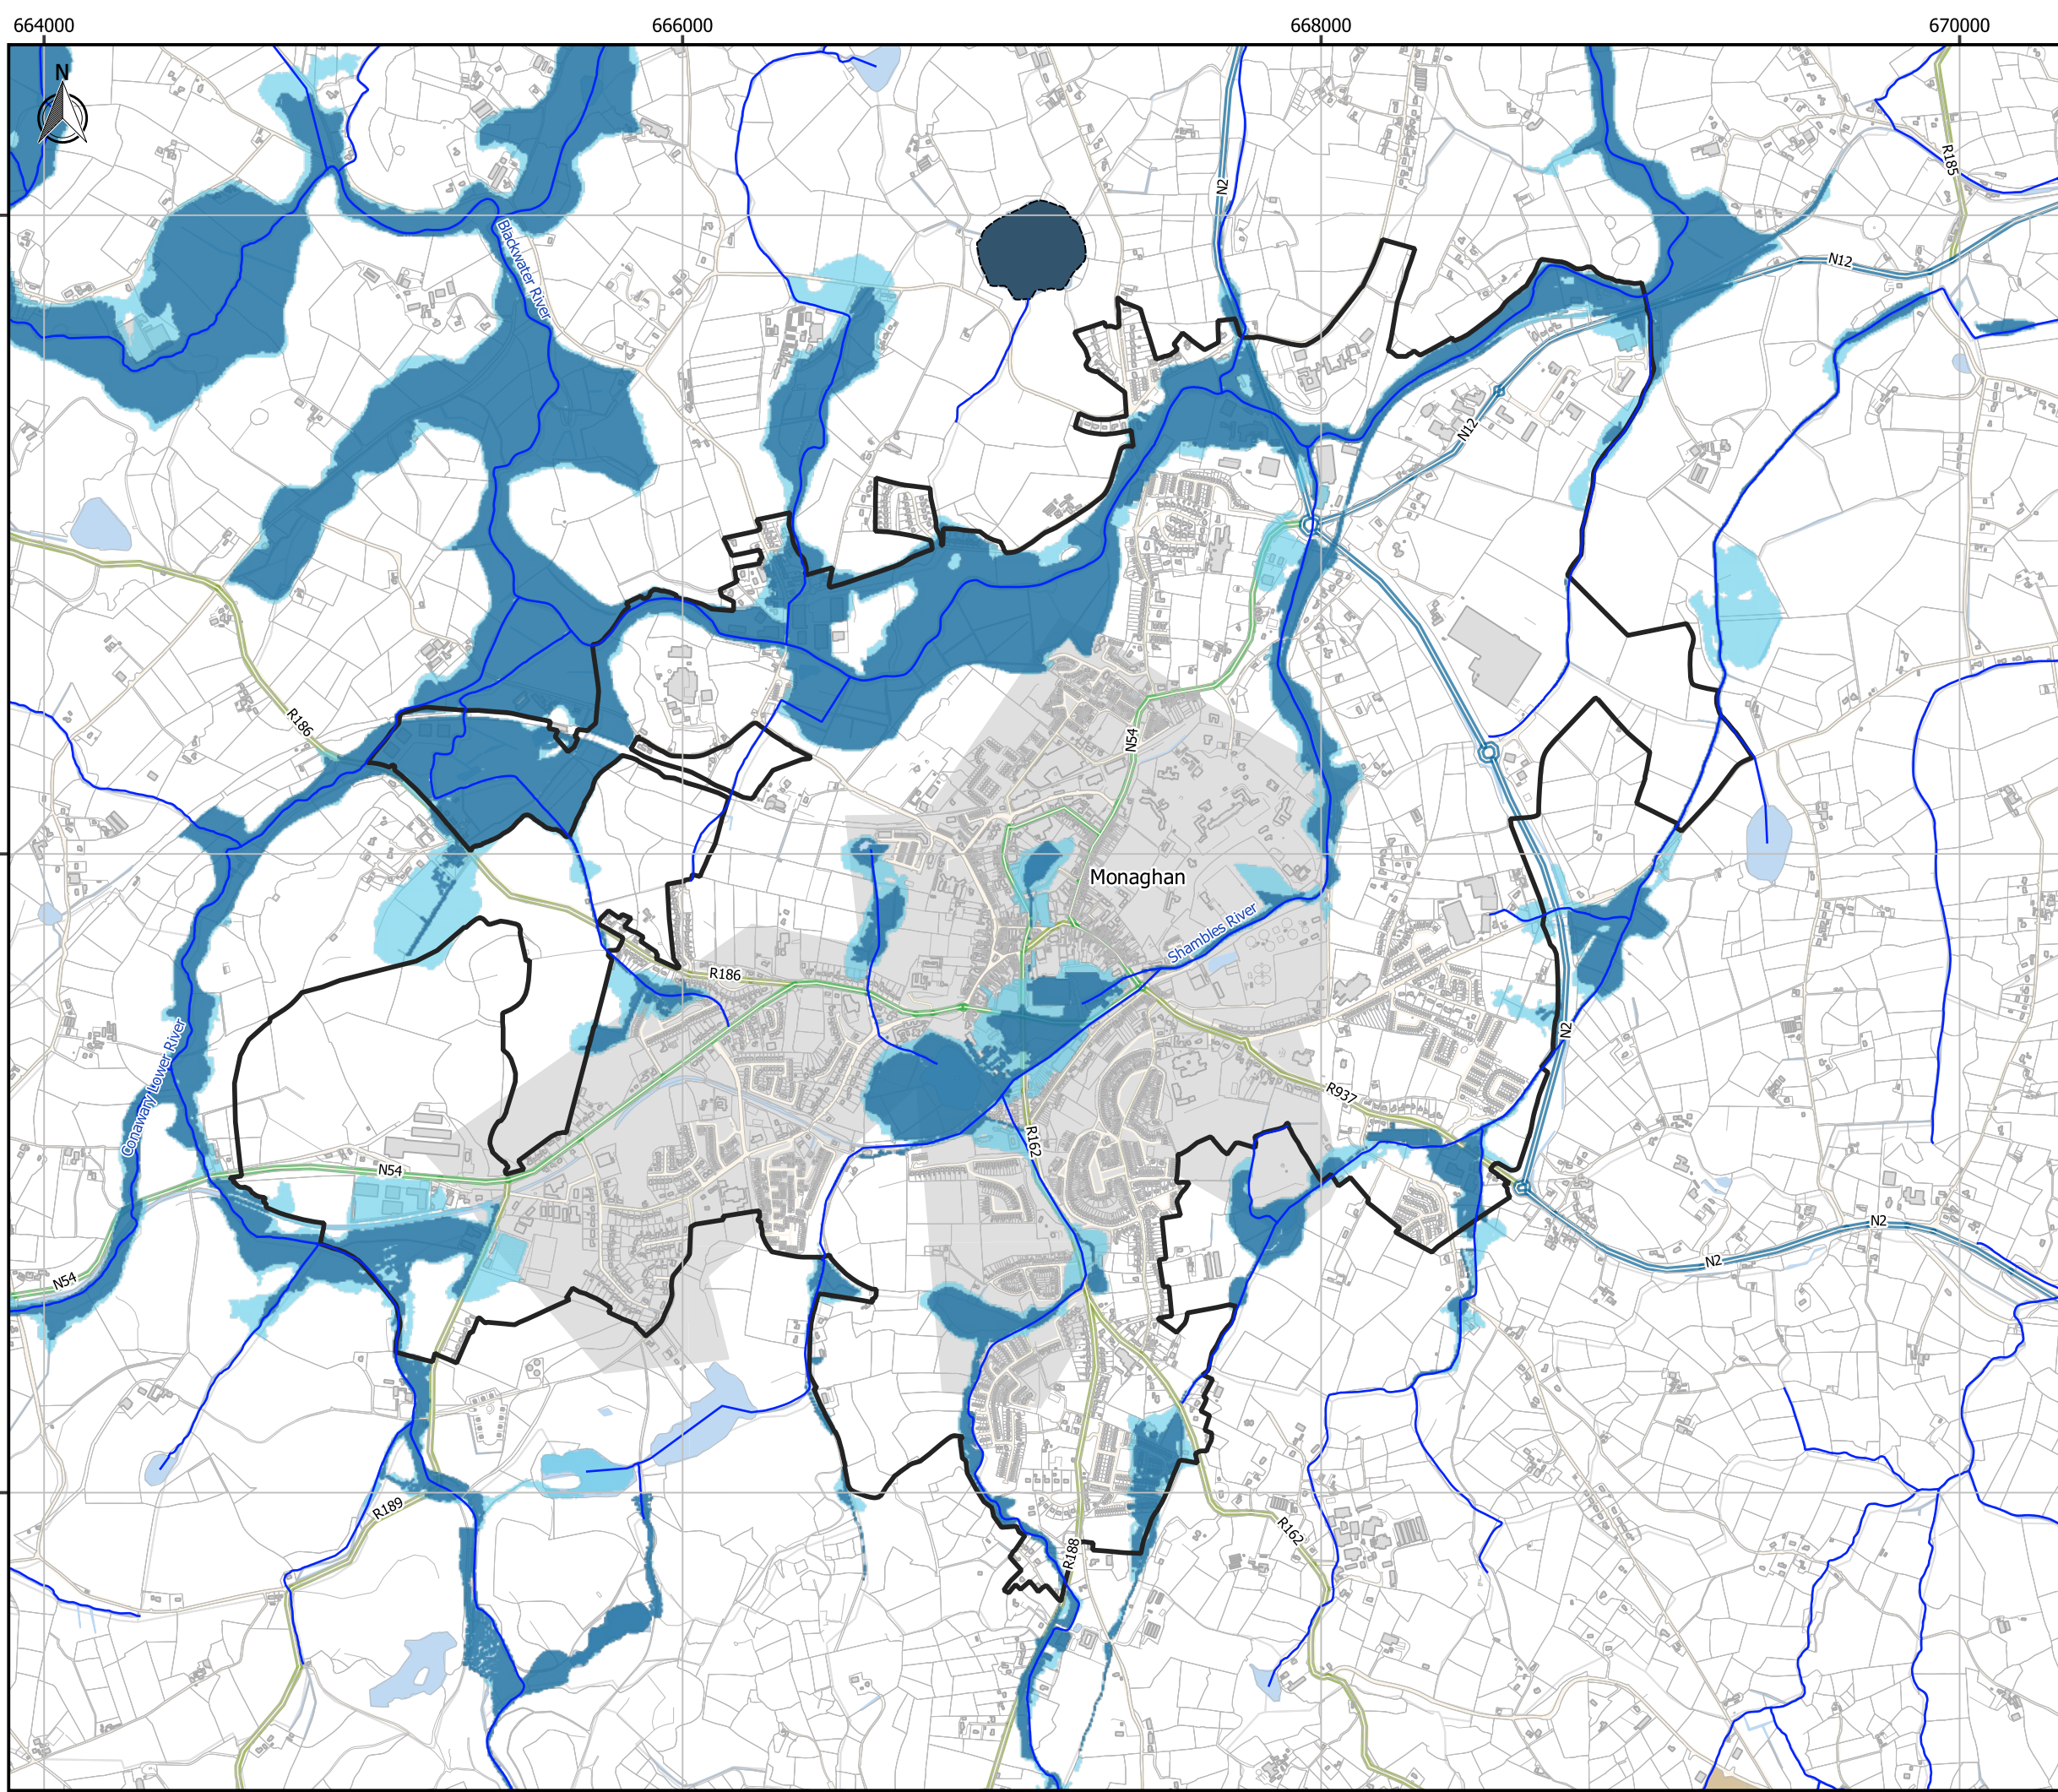 664000
666000
668000
670000
N
N2
R185
Blackwater River
N12
N12
R186
N54
Monaghan
Shambles River
R186
Conawary Lower River
N2
R937
R162
N54
N2
N2
N54
R189
R162
R188